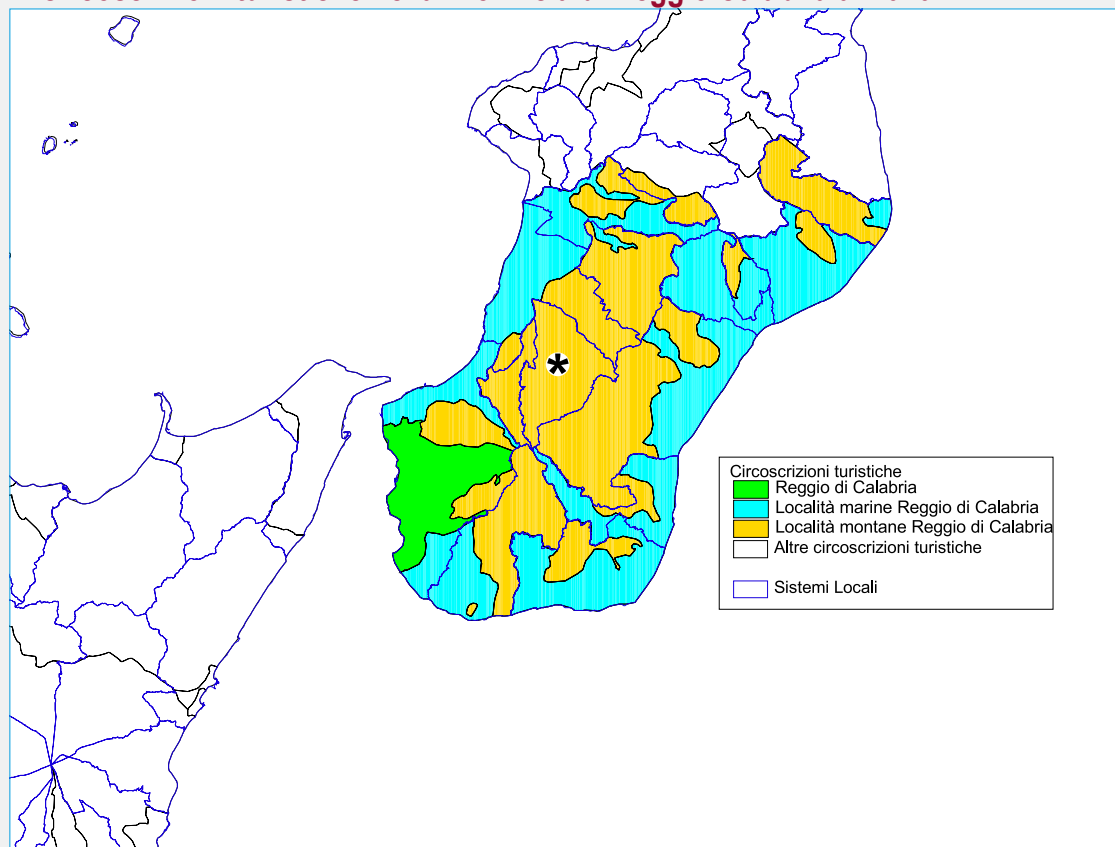 Circoscrizioni turistiche
Reggio di Calabria
Località marine Reggio di Calabria
Località montane Reggio di Calabria
Altre circoscrizioni turistiche
Sistemi Locali